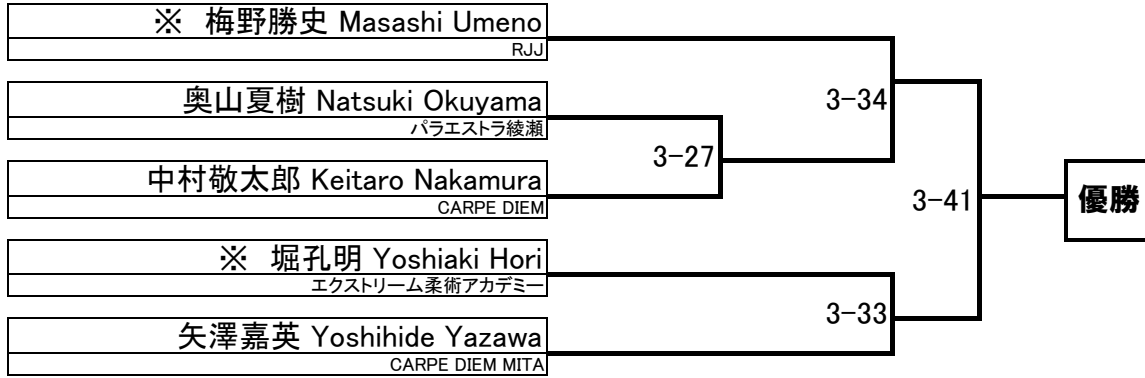 ※ 梅野勝史 Masashi Umeno
RJJ
奥山夏樹 Natsuki Okuyama
パラエストラ綾瀬
中村敬太郎 Keitaro Nakamura
CARPE DIEM
※ 堀孔明 Yoshiaki Hori
エクストリーム柔術アカデミー
矢澤嘉英 Yoshihide Yazawa
CARPE DIEM MITA
3-27
3-34
3-33
3-41
優勝